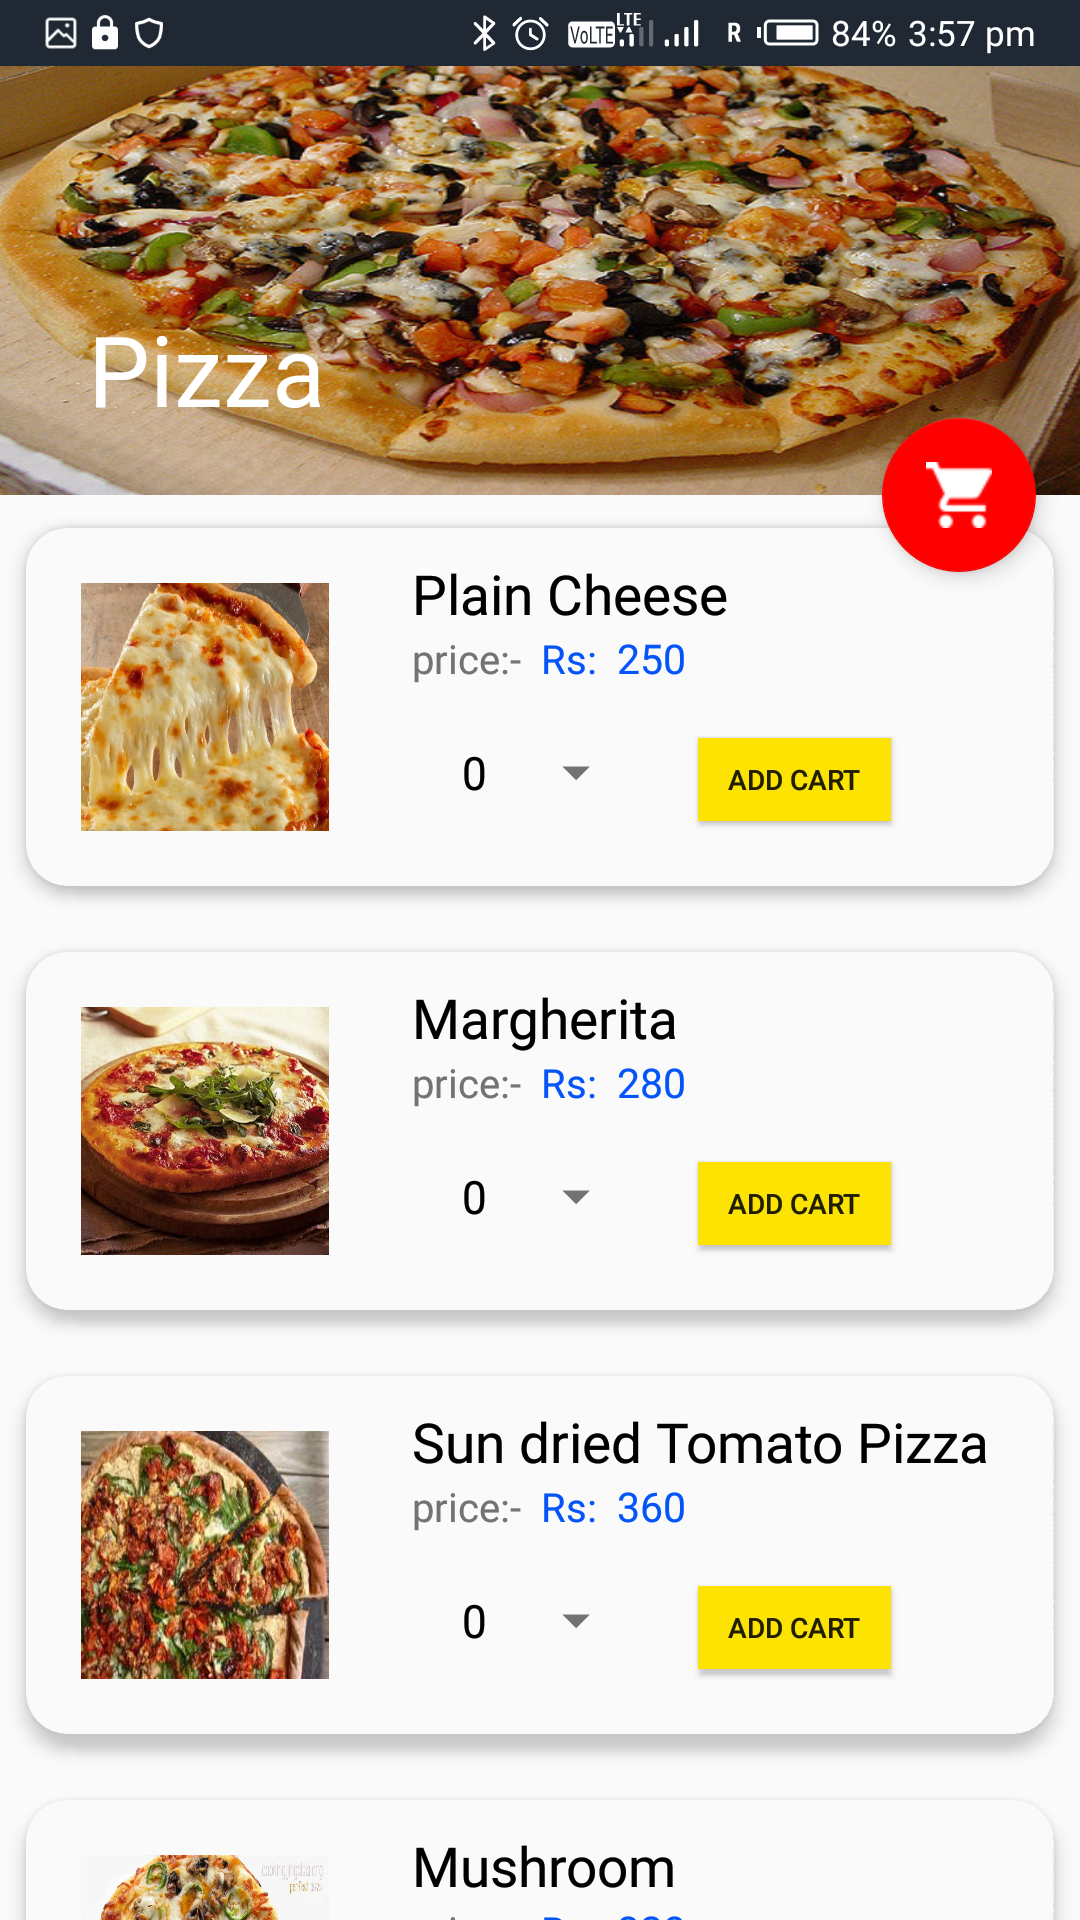 VoLTE LTE R 84% 3:57 pm
Pizza
Plain Cheese
price:- Rs: 250
0 ADD CART
Margherita
price:- Rs: 280
0 ADD CART
Sun dried Tomato Pizza
price:- Rs: 360
0 ADD CART
Mushroom